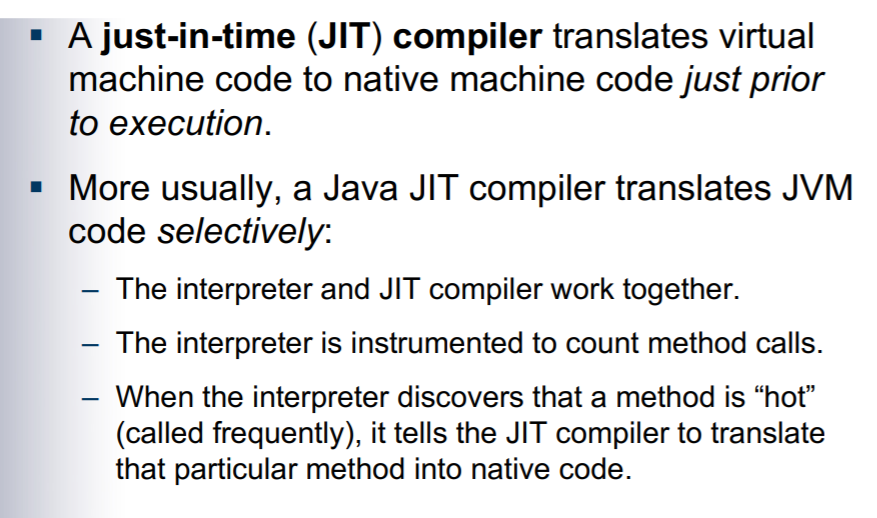 ▪ A just-in-time (JIT) compiler translates virtual
machine code to native machine code just prior
to execution.
▪ More usually, a Java JIT compiler translates JVM
code selectively:
– The interpreter and JIT compiler work together.
– The interpreter is instrumented to count method calls.
– When the interpreter discovers that a method is “hot”
(called frequently), it tells the JIT compiler to translate
that particular method into native code.